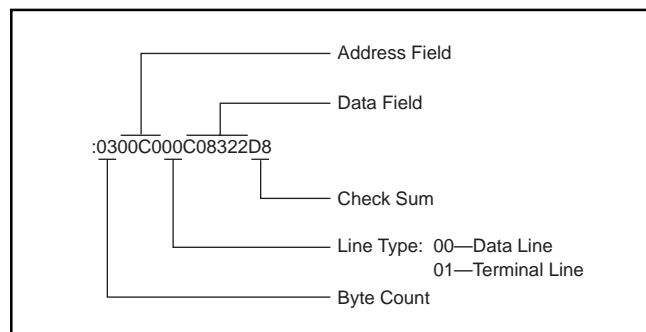 Address Field
Data Field
:0300C000C08322D8
Check Sum
Line Type: 00—Data Line
01—Terminal Line
Byte Count